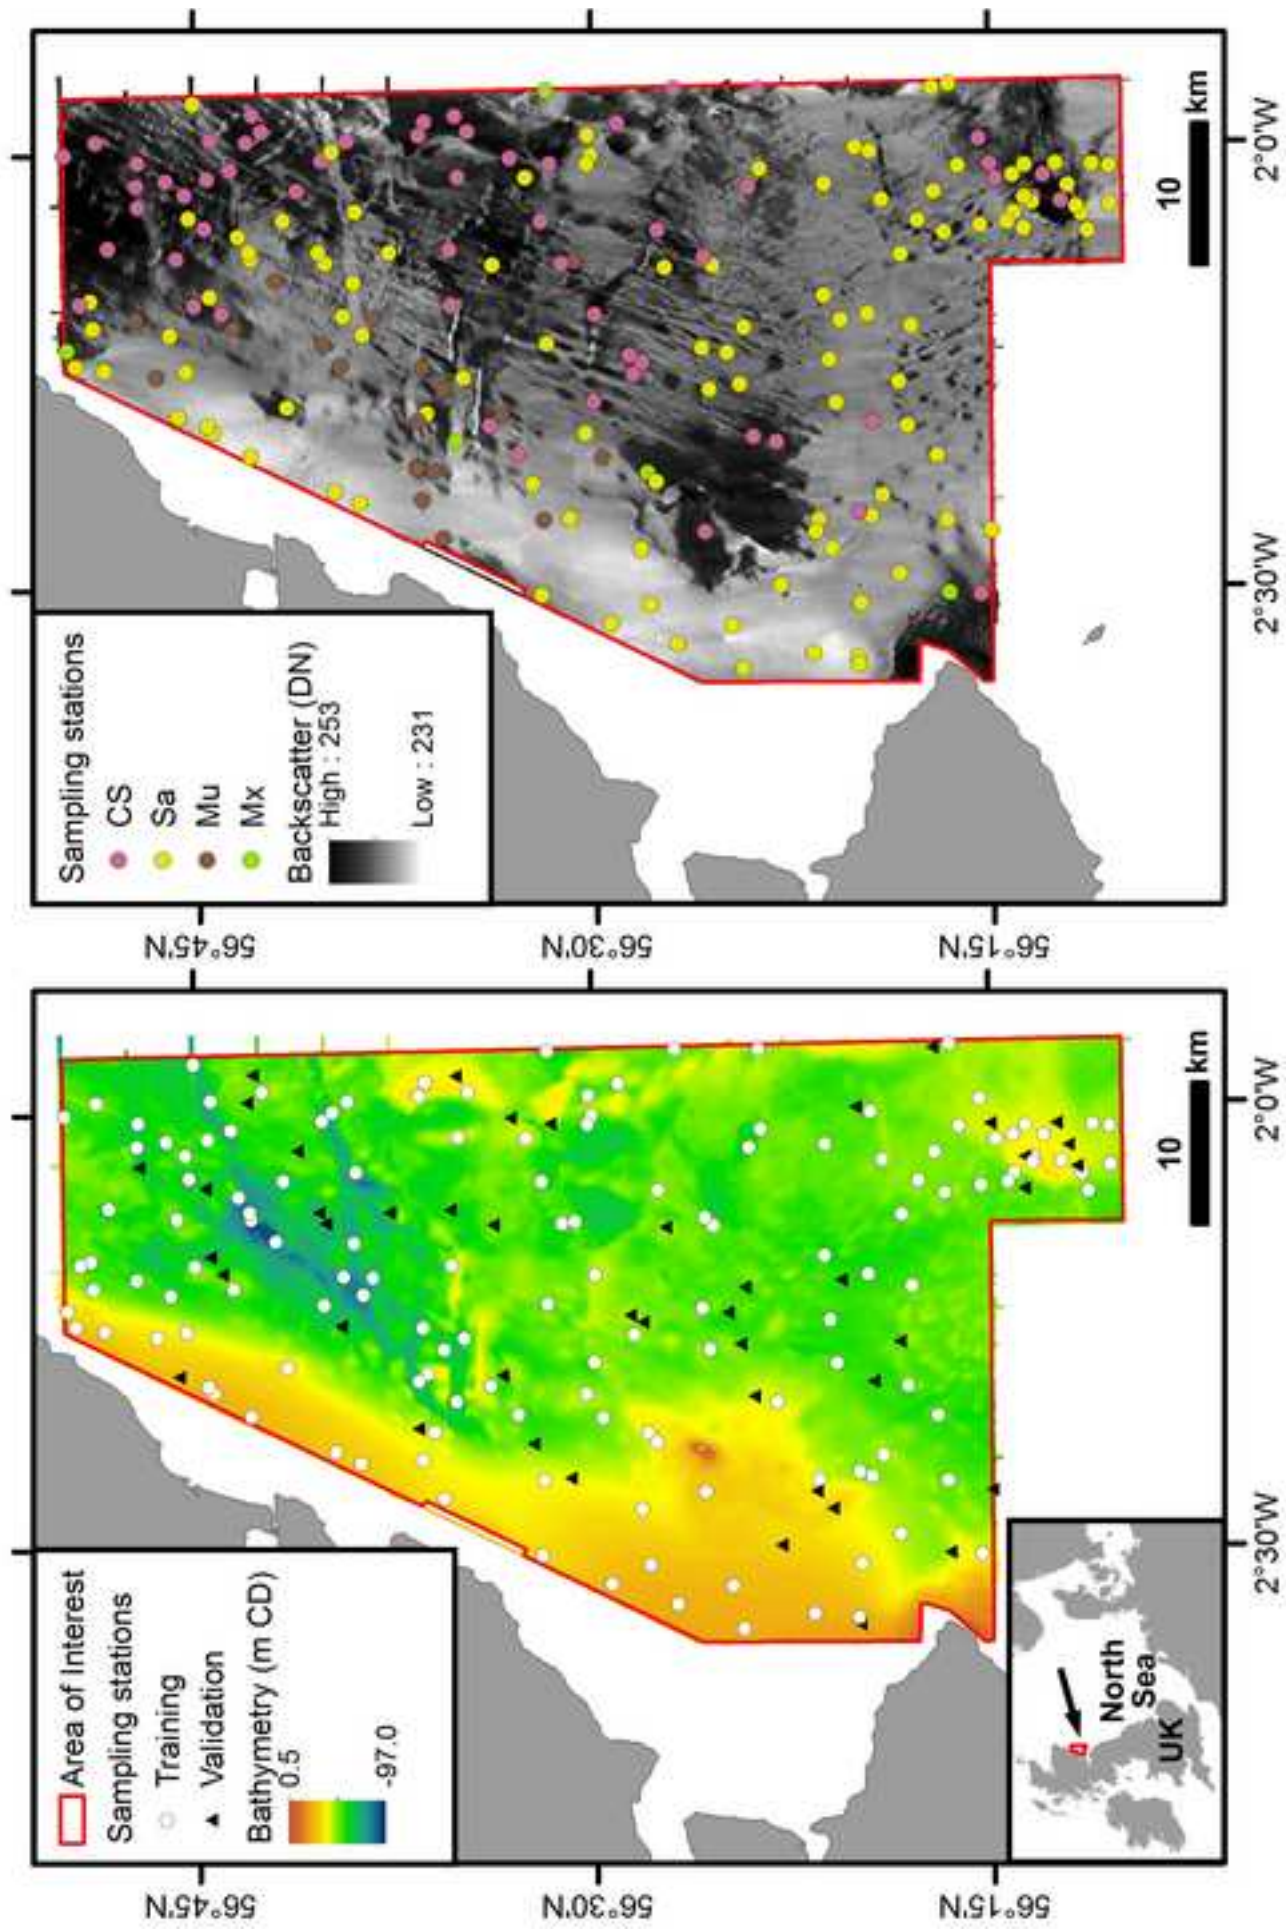 Area of Interest
Sampling stations
Training
Validation
Bathymetry (m CD)
0.5
-97.0
56°45'N
56°30'N
56°15'N
North
Sea
UK
10
km
2°30'W
2°0'W
Sampling stations
CS
Sa
Mu
Mx
Backscatter (DN)
High : 253
Low : 231
56°45'N
56°30'N
56°15'N
10
km
2°30'W
2°0'W